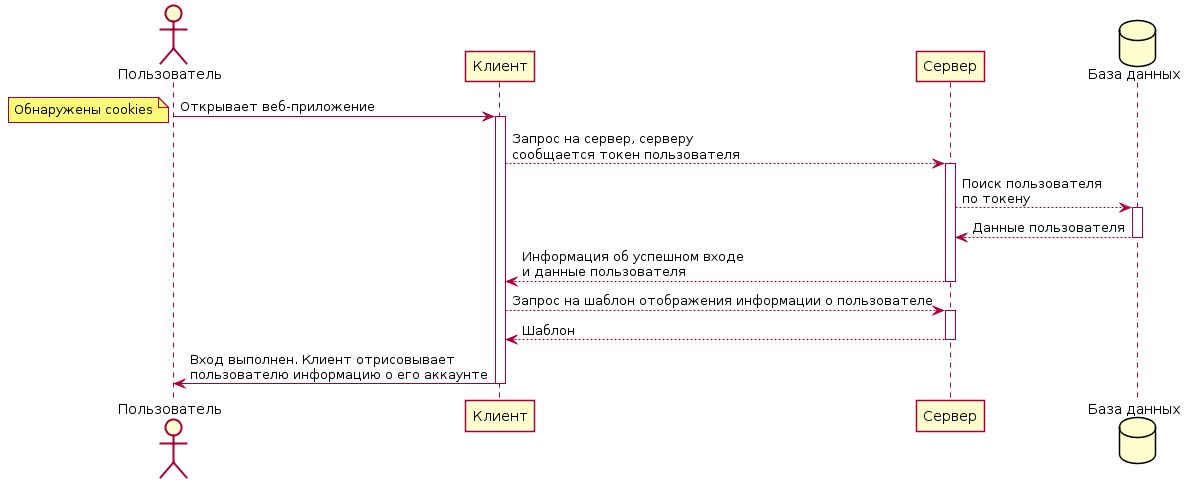 Пользователь
Клиент
Сервер
База данных
Обнаружены cookies
Открывает веб-приложение
Запрос на сервер, серверу
сообщается токен пользователя
Поиск пользователя
по токену
Данные пользователя
Информация об успешном входе
и данные пользователя
Запрос на шаблон отображения информации о пользователе
Шаблон
Вход выполнен. Клиент отрисовывает
пользователю информацию о его аккаунте
Пользователь
Клиент
Сервер
База данных